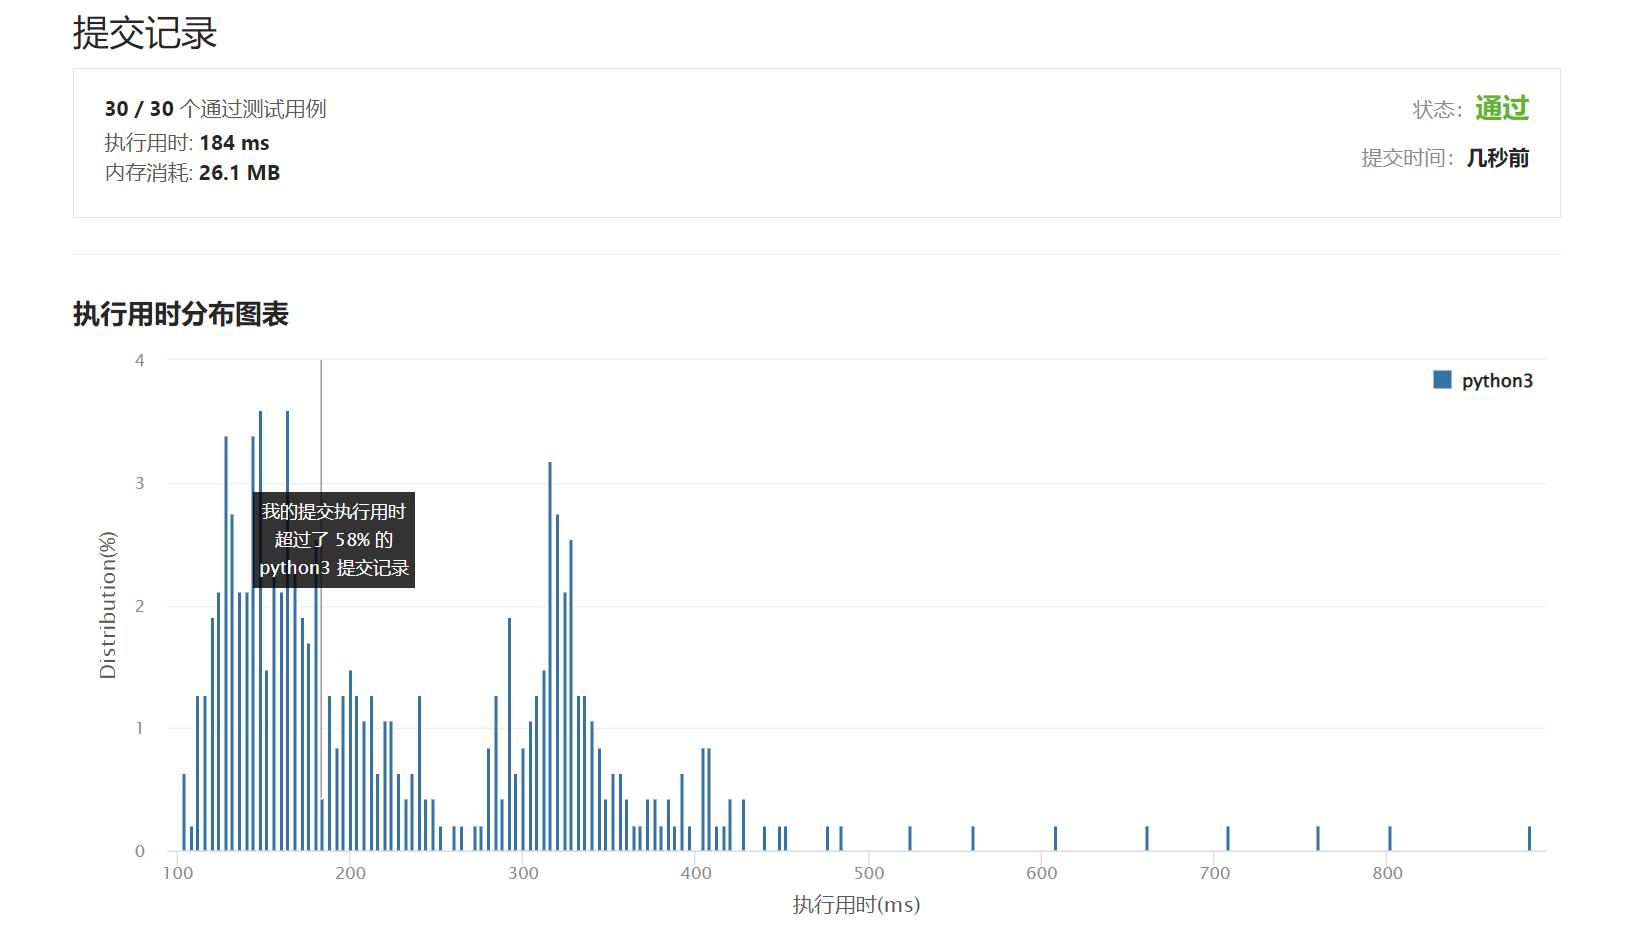 提交记录
30 / 30 个通过测试用例
状态：通过
执行用时: 184 ms
提交时间：几秒前
内存消耗: 26.1 MB
执行用时分布图表
4
python3
3
我的提交执行用时
超过了 58% 的
python3 提交记录
Distribution(%)
2
1
0
100 200 300 400 500 600 700 800
执行用时(ms)